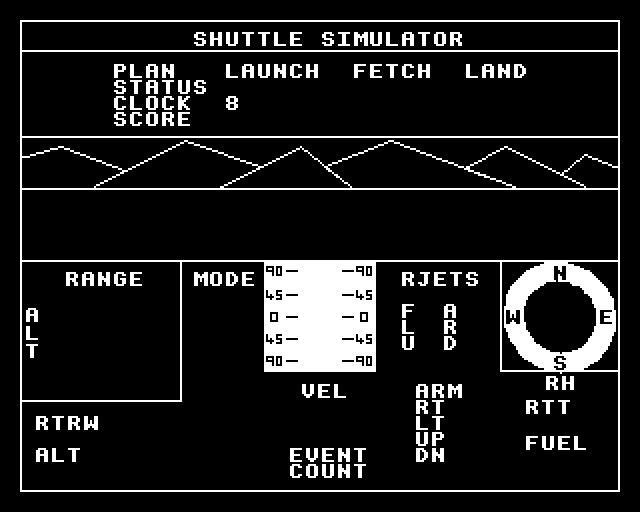 SHUTTLE SIMULATOR
PLAN LAUNCH FETCH LAND
STATUS
CLOCK 8
SCORE
RANGE MODE RJETS
ALT
90 90
45 45
0 0
45 45
90 90
F A
L R
U D
N
W E
S
RH
VEL
ARM
RT
LT
UP
DN
RTT
FUEL
RTRW
ALT
EVENT
COUNT